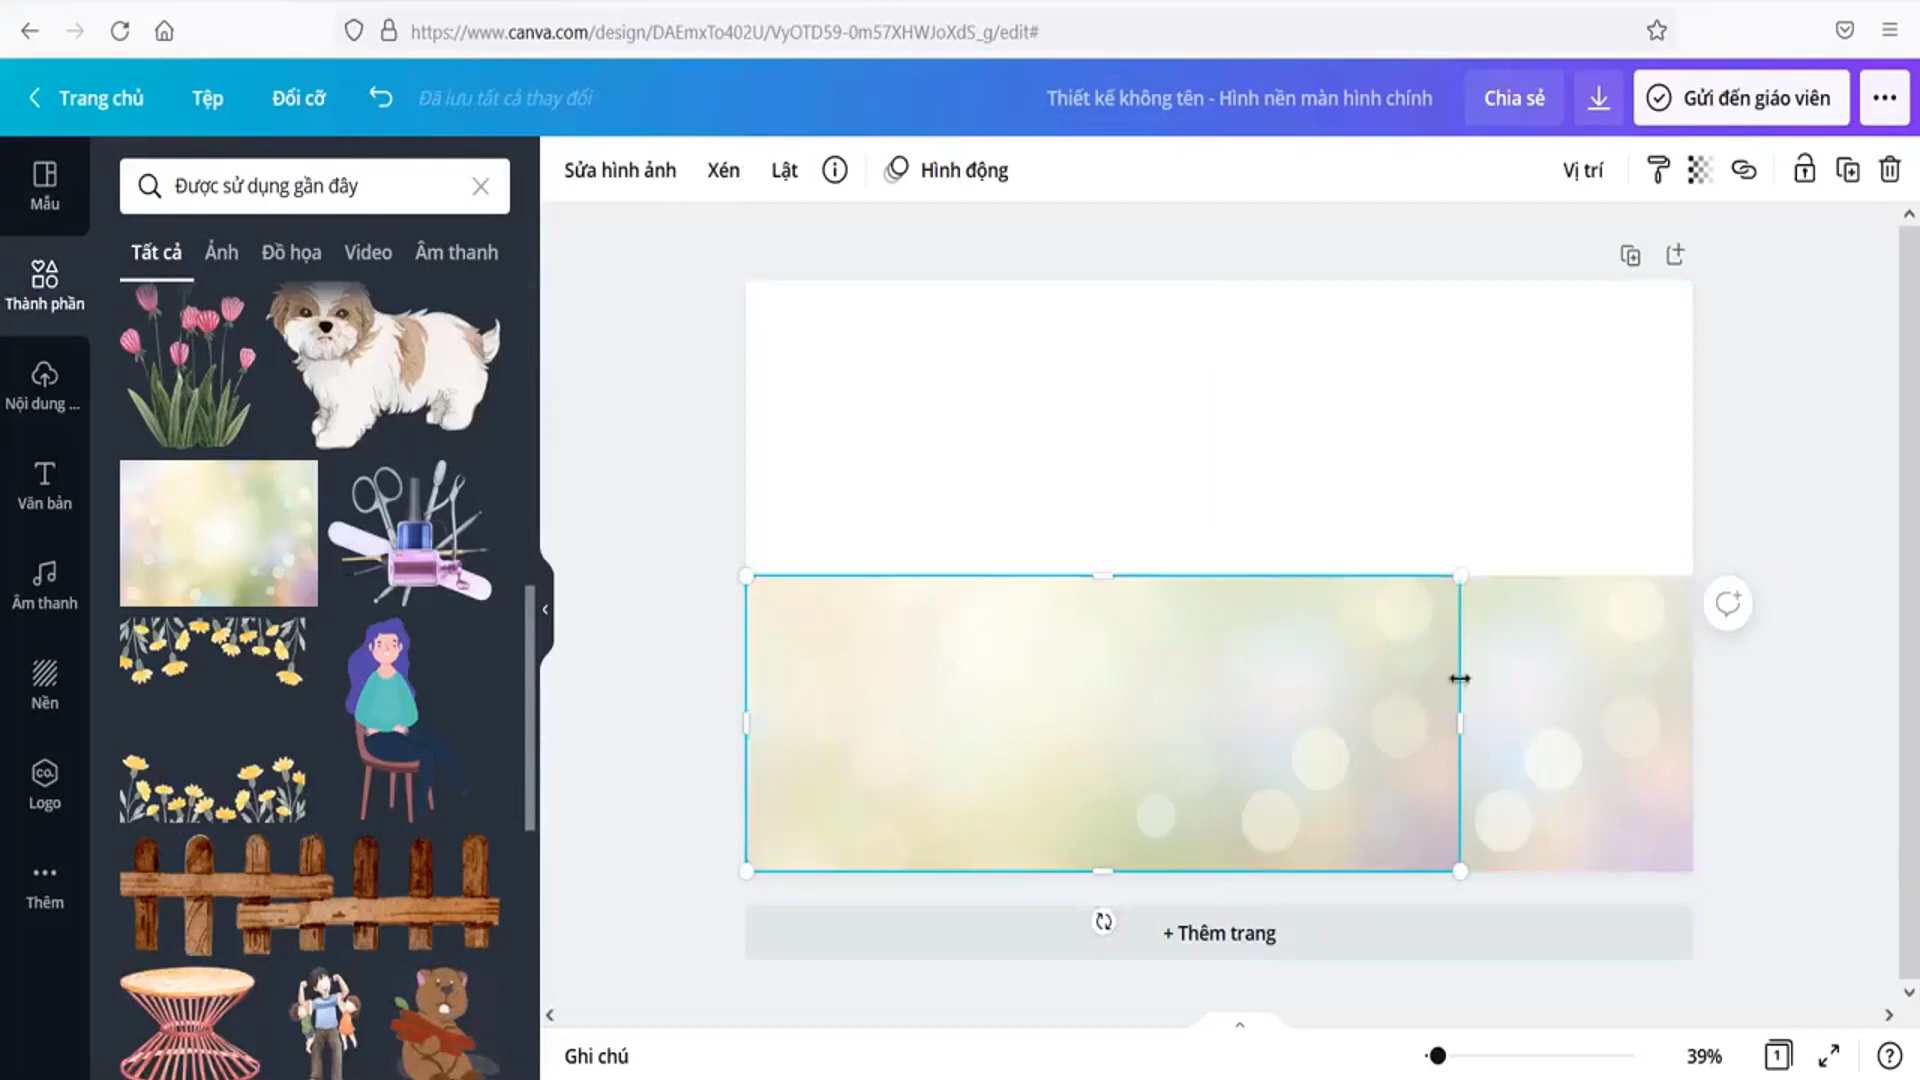 https://www.canva.com/design/DAEmxTo402U/VyOTD59-0m57XHWJoXdS_g/edit#
Trang chủ Tệp Đổi cỡ Đã lưu tất cả thay đổi Thiết kế không tên - Hình nền màn hình chính Chia sẻ Gửi đến giáo viên
Mẫu
Thành phần
Nội dung ...
Văn bản
Âm thanh
Nền
CO.
Logo
Thêm
Được sử dụng gần đây
Tất cả Ảnh Đồ họa Video Âm thanh
Sửa hình ảnh Xén Lật Hình động Vị trí
+ Thêm trang
Ghi chú 39% 1